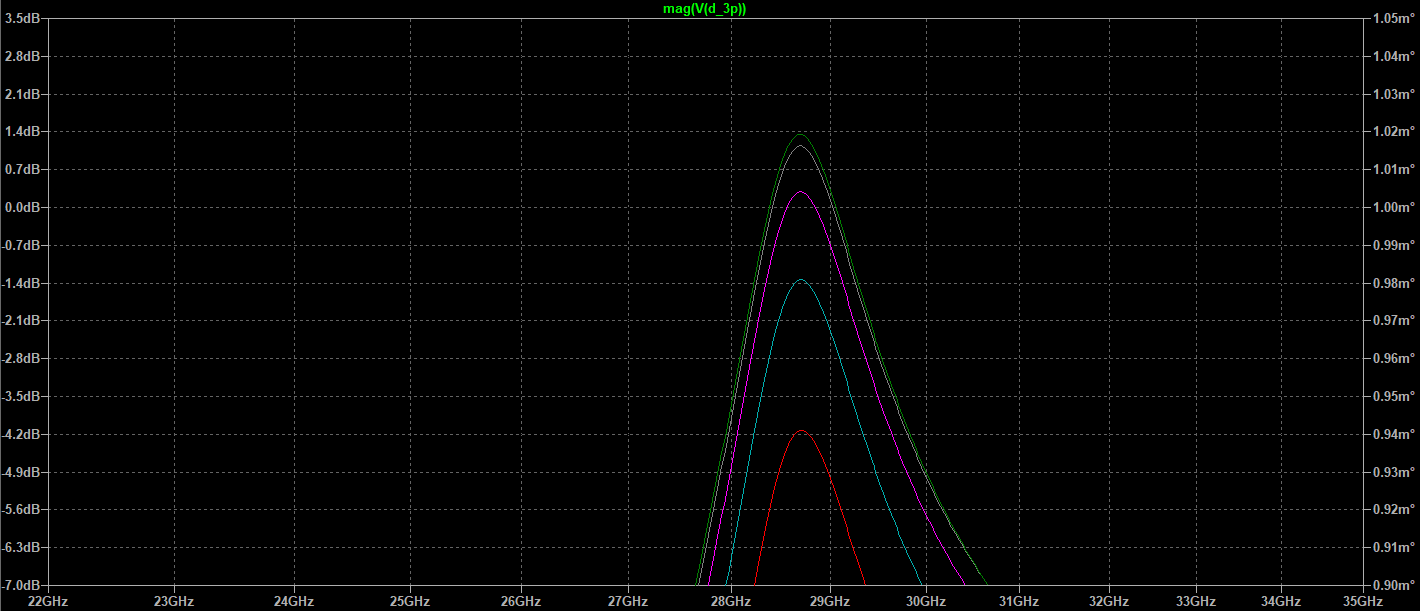 mag(V(d_3p))
3.5dB 1.05m°
2.8dB 1.04m°
2.1dB 1.03m°
1.4dB 1.02m°
0.7dB 1.01m°
0.0dB 1.00m°
-0.7dB 0.99m°
-1.4dB 0.98m°
-2.1dB 0.97m°
-2.8dB 0.96m°
-3.5dB 0.95m°
-4.2dB 0.94m°
-4.9dB 0.93m°
-5.6dB 0.92m°
-6.3dB 0.91m°
-7.0dB 0.90m°
22GHz 23GHz 24GHz 25GHz 26GHz 27GHz 28GHz 29GHz 30GHz 31GHz 32GHz 33GHz 34GHz 35GHz